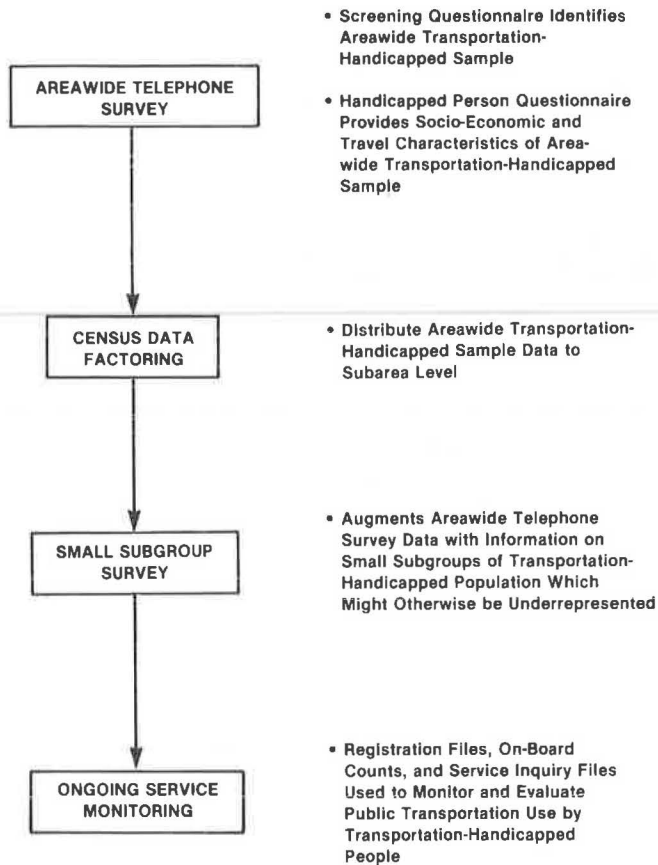 AREAWIDE TELEPHONE
SURVEY
• Screening Questionnaire Identifies
Areawide Transportation-
Handicapped Sample
• Handicapped Person Questionnaire
Provides Socio-Economic and
Travel Characteristics of Area-
wide Transportation-Handicapped
Sample
CENSUS DATA
FACTORING
• Distribute Areawide Transportation-
Handicapped Sample Data to
Subarea Level
SMALL SUBGROUP
SURVEY
• Augments Areawide Telephone
Survey Data with Information on
Small Subgroups of Transportation-
Handicapped Population Which
Might Otherwise be Underrepresented
ONGOING SERVICE
MONITORING
• Registration Files, On-Board
Counts, and Service Inquiry Files
Used to Monitor and Evaluate
Public Transportation Use by
Transportation-Handicapped
People